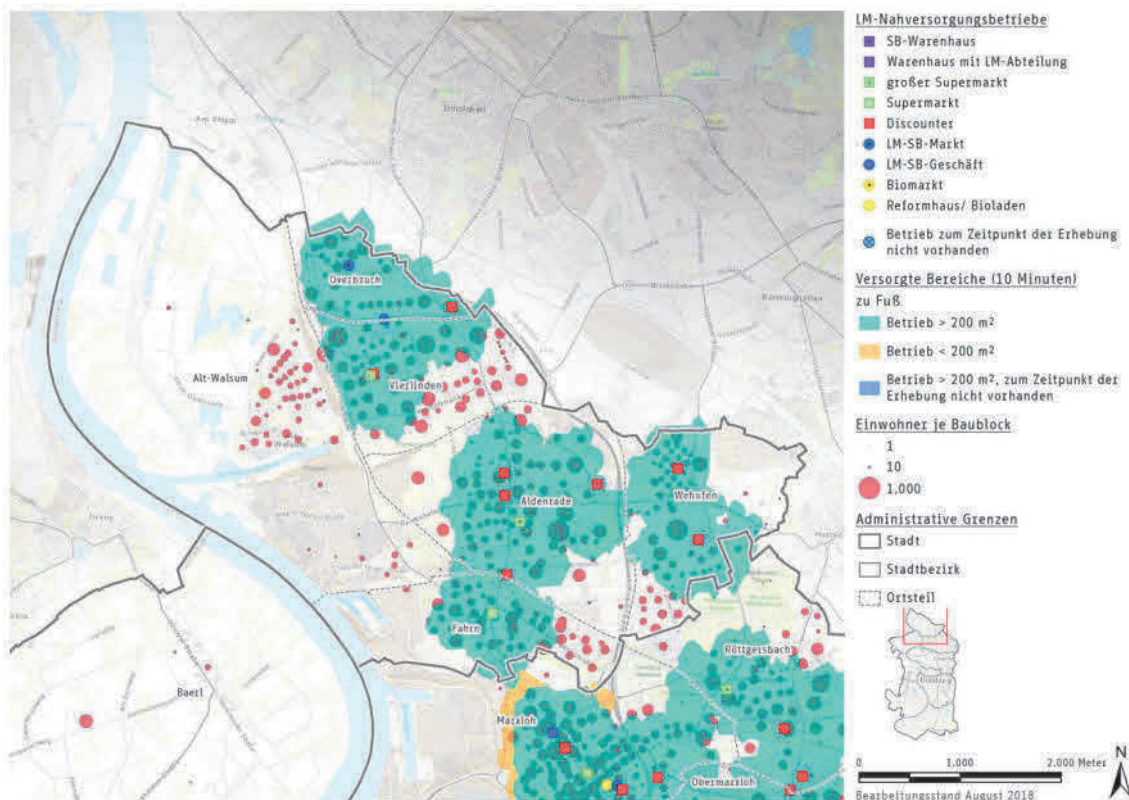 LM-Nahversorgungsbetriebe
SB-Warenhaus
Warenhaus mit LM-Abteilung
großer Supermarkt
Supermarkt
Discounter
LM-SB-Markt
LM-SB-Geschäft
Biomarkt
Reformhaus/ Bioladen
Betrieb zum Zeitpunkt der Erhebung
nicht vorhanden
Versorgte Bereiche (10 Minuten)
zu Fuß
Betrieb > 200 m²
Betrieb < 200 m²
Betrieb > 200 m², zum Zeitpunkt der
Erhebung nicht vorhanden
Einwohner je Baublock
1
10
1.000
Administrative Grenzen
Stadt
Stadtbezirk
Ortsteil
N
0 1.000 2.000 Meter
Bearbeitungsstand August 2018
Dinslaken
Overbruch
Alt-Walsum
Vierlinden
Aldenrade
Wehofen
Fahrn
Röttgersbach
Baerl
Marxloh
Obermarxloh